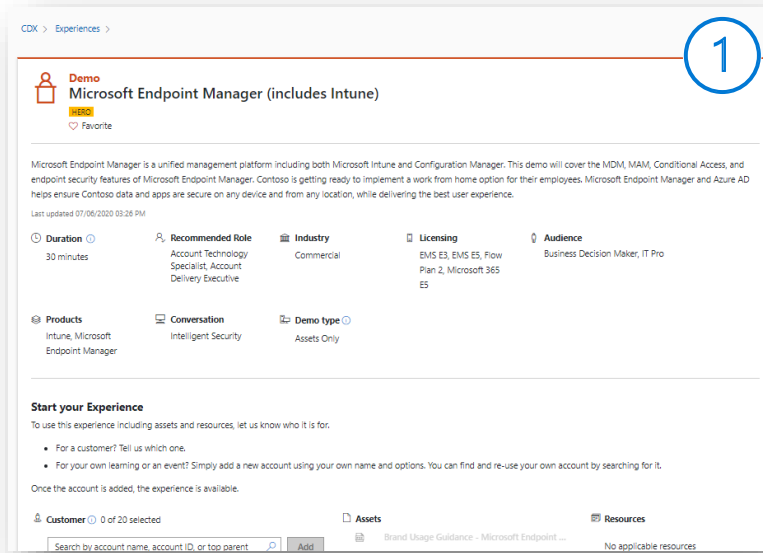 CDX > Experiences >
1
Demo
Microsoft Endpoint Manager (includes Intune)
HERO
Favorite
Microsoft Endpoint Manager is a unified management platform including both Microsoft Intune and Configuration Manager. This demo will cover the MDM, MAM, Conditional Access, and
endpoint security features of Microsoft Endpoint Manager. Contoso is getting ready to implement a work from home option for their employees. Microsoft Endpoint Manager and Azure AD
helps ensure Contoso data and apps are secure on any device and from any location, while delivering the best user experience.
Last updated 07/06/2020 03:26 PM
Duration
30 minutes
Recommended Role
Account Technology
Specialist, Account
Delivery Executive
Industry
Commercial
Licensing
EMS E3, EMS E5, Flow
Plan 2, Microsoft 365
E5
Audience
Business Decision Maker, IT Pro
Products
Intune, Microsoft
Endpoint Manager
Conversation
Intelligent Security
Demo type
Assets Only
Start your Experience
To use this experience including assets and resources, let us know who it is for.
• For a customer? Tell us which one.
• For your own learning or an event? Simply add a new account using your own name and options. You can find and re-use your own account by searching for it.
Once the account is added, the experience is available.
Customer 0 of 20 selected
Search by account name, account ID, or top parent
Add
Assets
Brand Usage Guidance - Microsoft Endpoint ...
Resources
No applicable resources